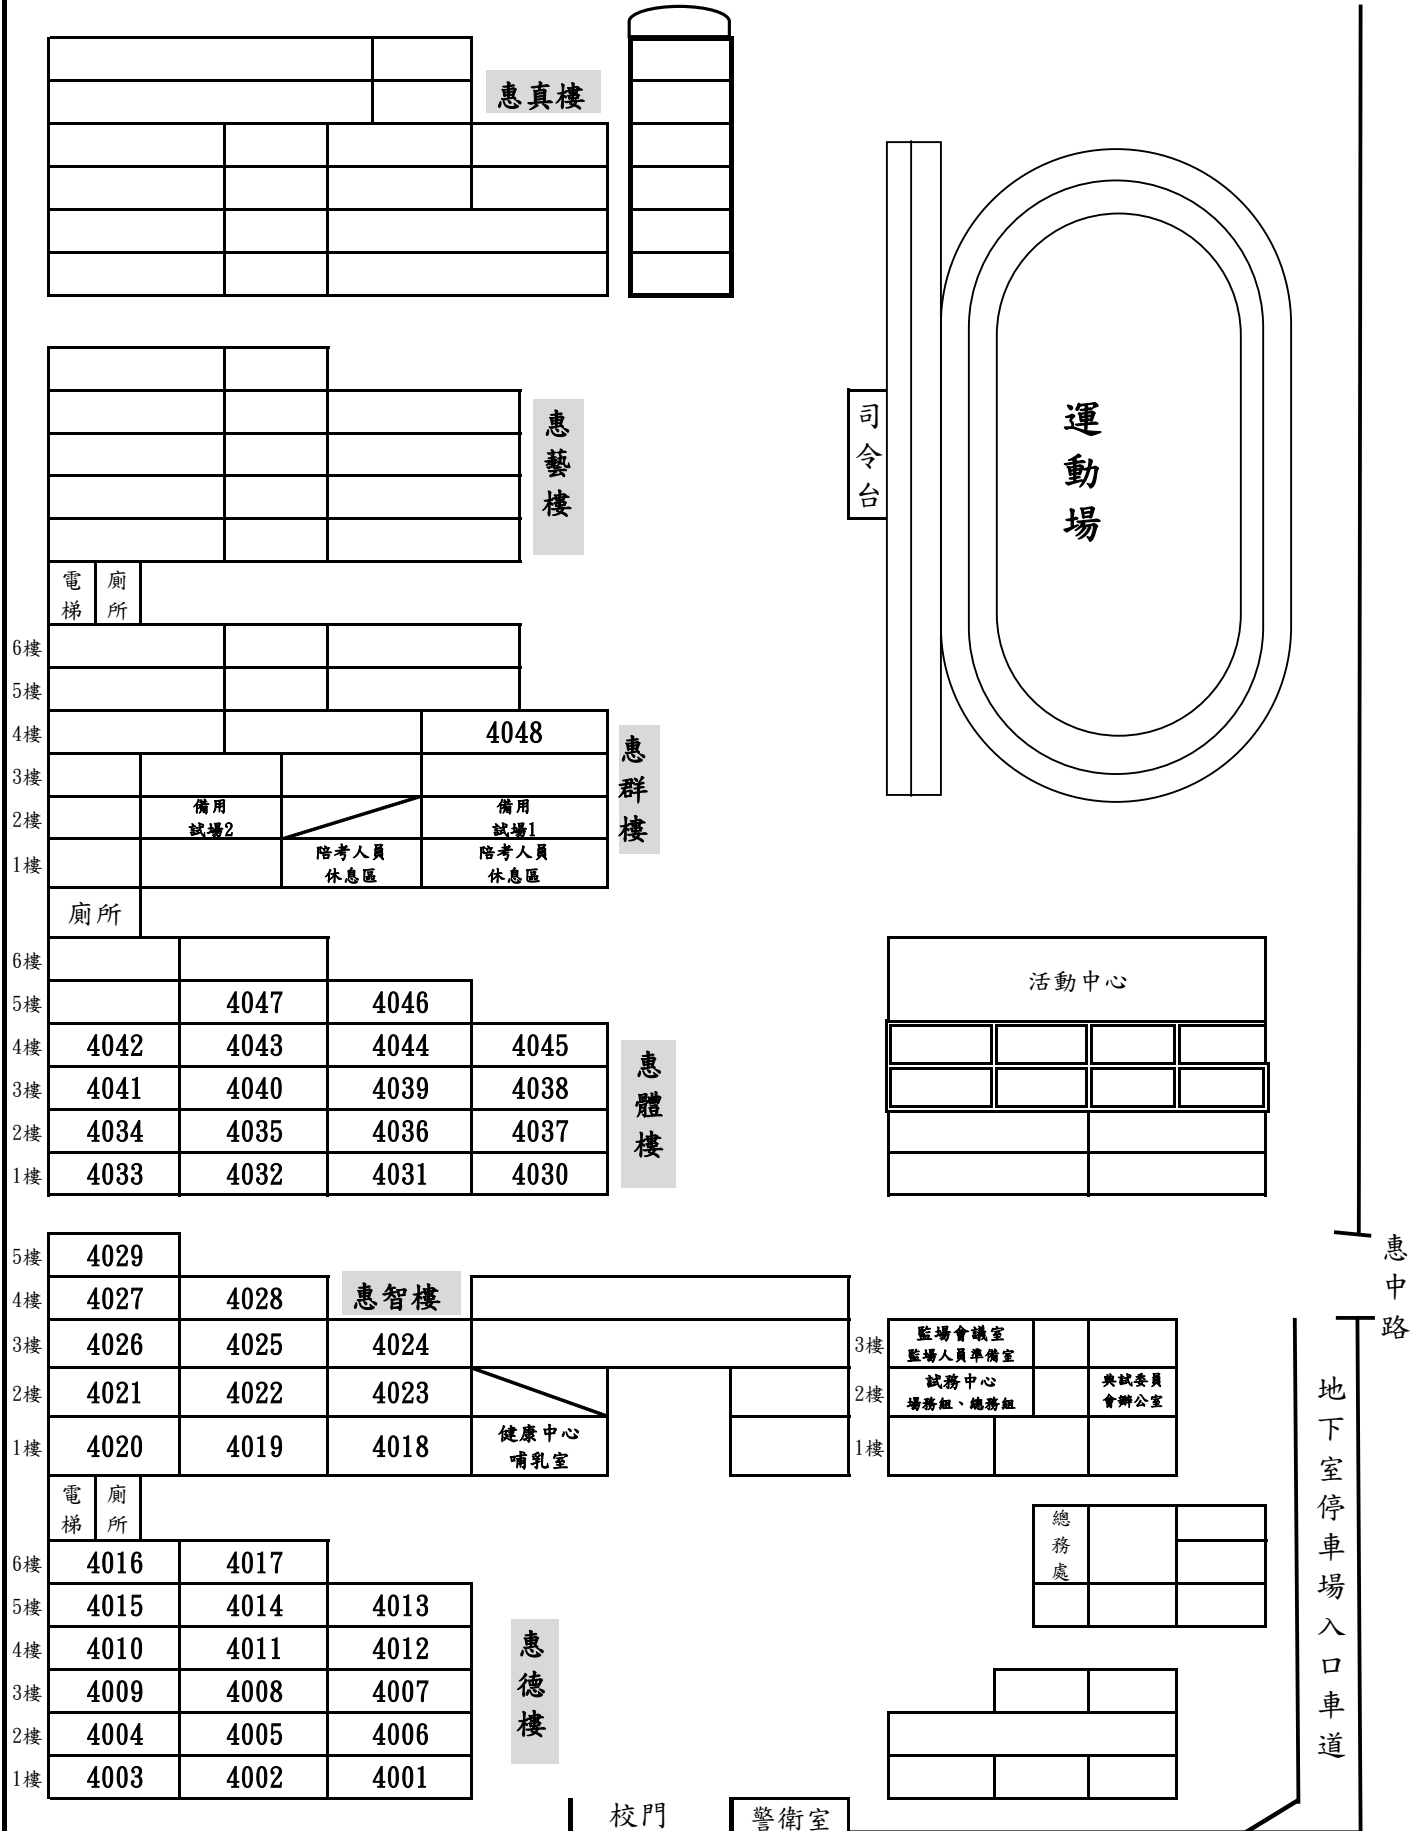 惠真樓
惠藝樓
司令台
運動場
電梯 廁所
6樓
5樓
4樓 4048
惠群樓
3樓
2樓 備用試場2 備用試場1
1樓 陪考人員休息區 陪考人員休息區
廁所
6樓
活動中心
5樓 4047 4046
4樓 4042 4043 4044 4045
3樓 4041 4040 4039 4038
惠體樓
2樓 4034 4035 4036 4037
1樓 4033 4032 4031 4030
5樓 4029
惠中路
4樓 4027 4028 惠智樓
3樓 4026 4025 4024 3樓 監場會議室 監場人員準備室
2樓 4021 4022 4023 2樓 試務中心 場務組、總務組 典試委員會辦公室
1樓 4020 4019 4018 健康中心 哺乳室 1樓
地下室停車場入口車道
電梯 廁所
總務處
6樓 4016 4017
5樓 4015 4014 4013
4樓 4010 4011 4012
惠德樓
3樓 4009 4008 4007
2樓 4004 4005 4006
1樓 4003 4002 4001
校門 警衛室